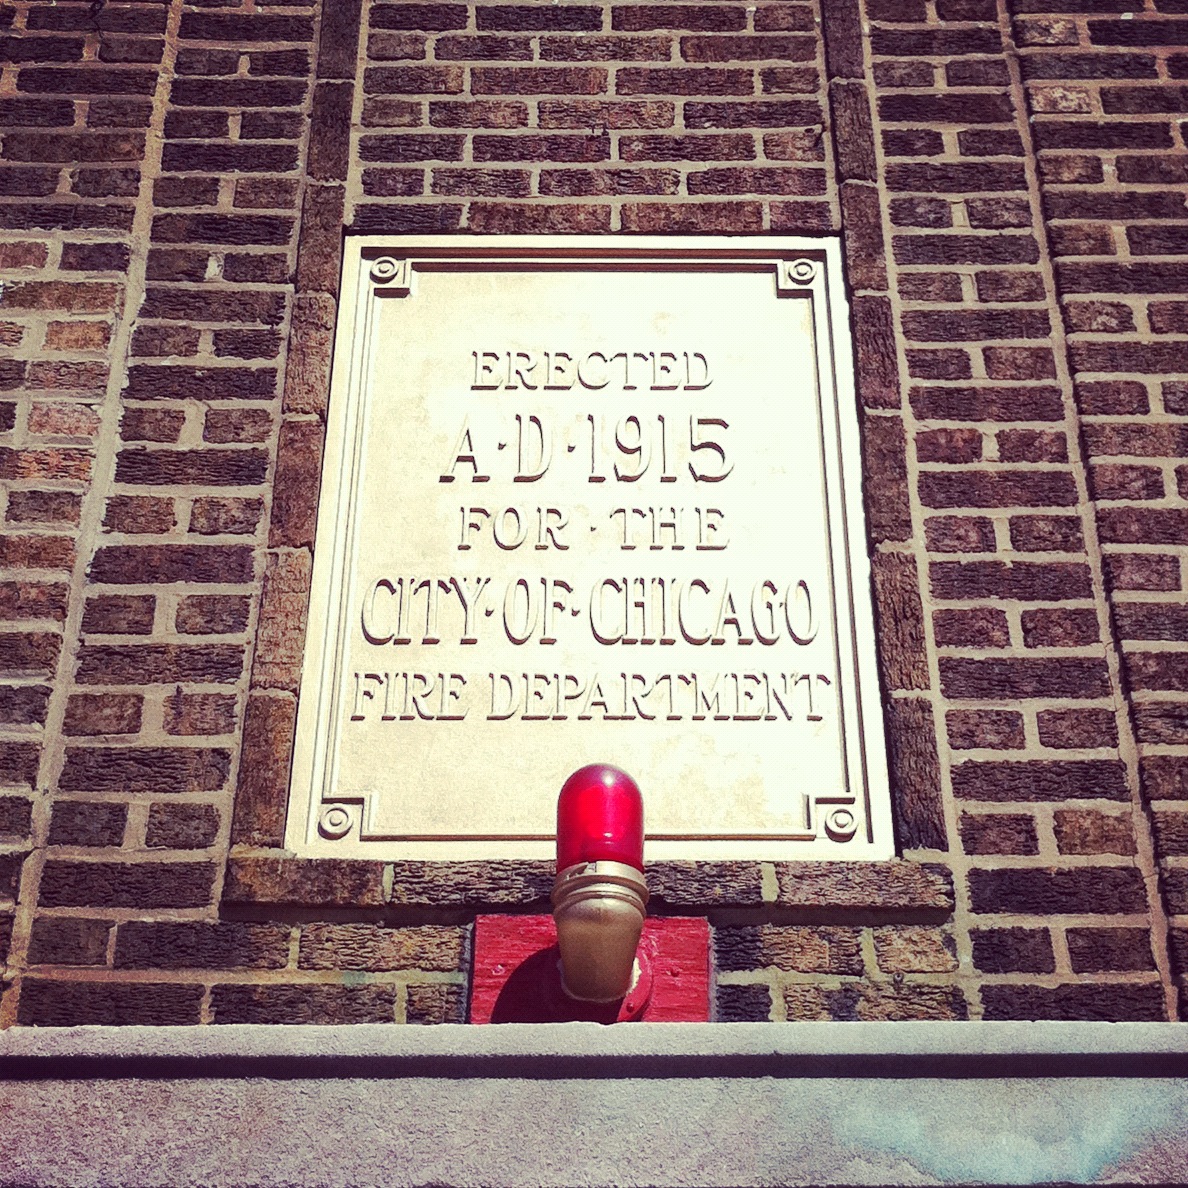 ERECTED
A·D·1915
FOR·THE
CITY·OF·CHICAGO
FIRE DEPARTMENT